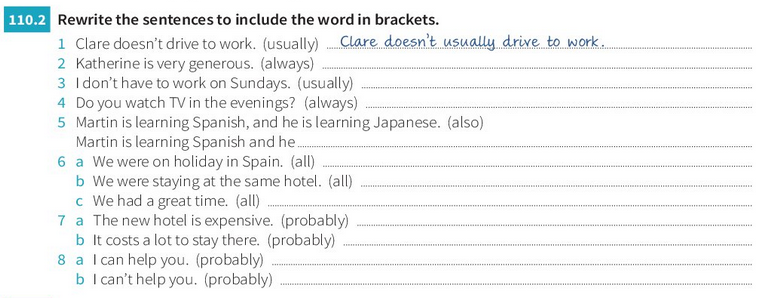 110.2 Rewrite the sentences to include the word in brackets.
1 Clare doesn't drive to work. (usually) Clare doesn't usually drive to work.
2 Katherine is very generous. (always)
3 I don't have to work on Sundays. (usually)
4 Do you watch TV in the evenings? (always)
5 Martin is learning Spanish, and he is learning Japanese. (also)
Martin is learning Spanish and he
6 a We were on holiday in Spain. (all)
b We were staying at the same hotel. (all)
c We had a great time. (all)
7 a The new hotel is expensive. (probably)
b It costs a lot to stay there. (probably)
8 a I can help you. (probably)
b I can't help you. (probably)